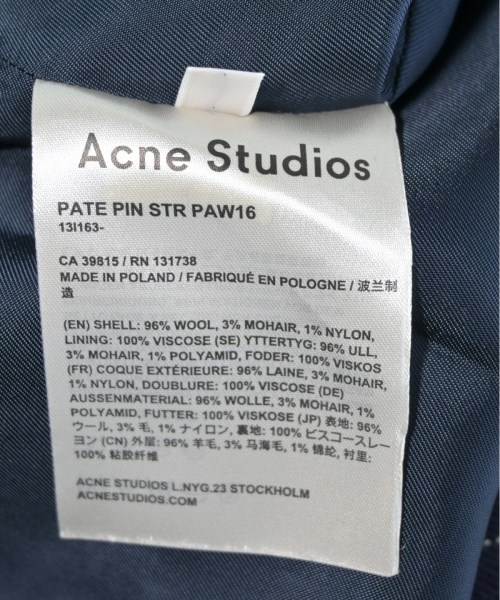 Acne Studios
PATE PIN STR PAW16
13I163-
CA 39815 / RN 131738
MADE IN POLAND / FABRIQUÉ EN POLOGNE / 波兰制
造
(EN) SHELL: 96% WOOL, 3% MOHAIR, 1% NYLON,
LINING: 100% VISCOSE (SE) YTTERTYG: 96% ULL,
3% MOHAIR, 1% POLYAMID, FODER: 100% VISKOS
(FR) COQUE EXTÉRIEURE: 96% LAINE, 3% MOHAIR,
1% NYLON, DOUBLURE: 100% VISCOSE (DE)
AUSSENMATERIAL: 96% WOLLE, 3% MOHAIR, 1%
POLYAMID, FUTTER: 100% VISKOSE (JP) 表地: 96%
ウール, 3% 毛, 1% ナイロン, 裏地: 100% ビスコースレー
ヨン (CN) 外层: 96% 羊毛, 3% 马海毛, 1% 锦纶, 衬里:
100% 粘胶纤维
ACNE STUDIOS L.NYG.23 STOCKHOLM
ACNESTUDIOS.COM